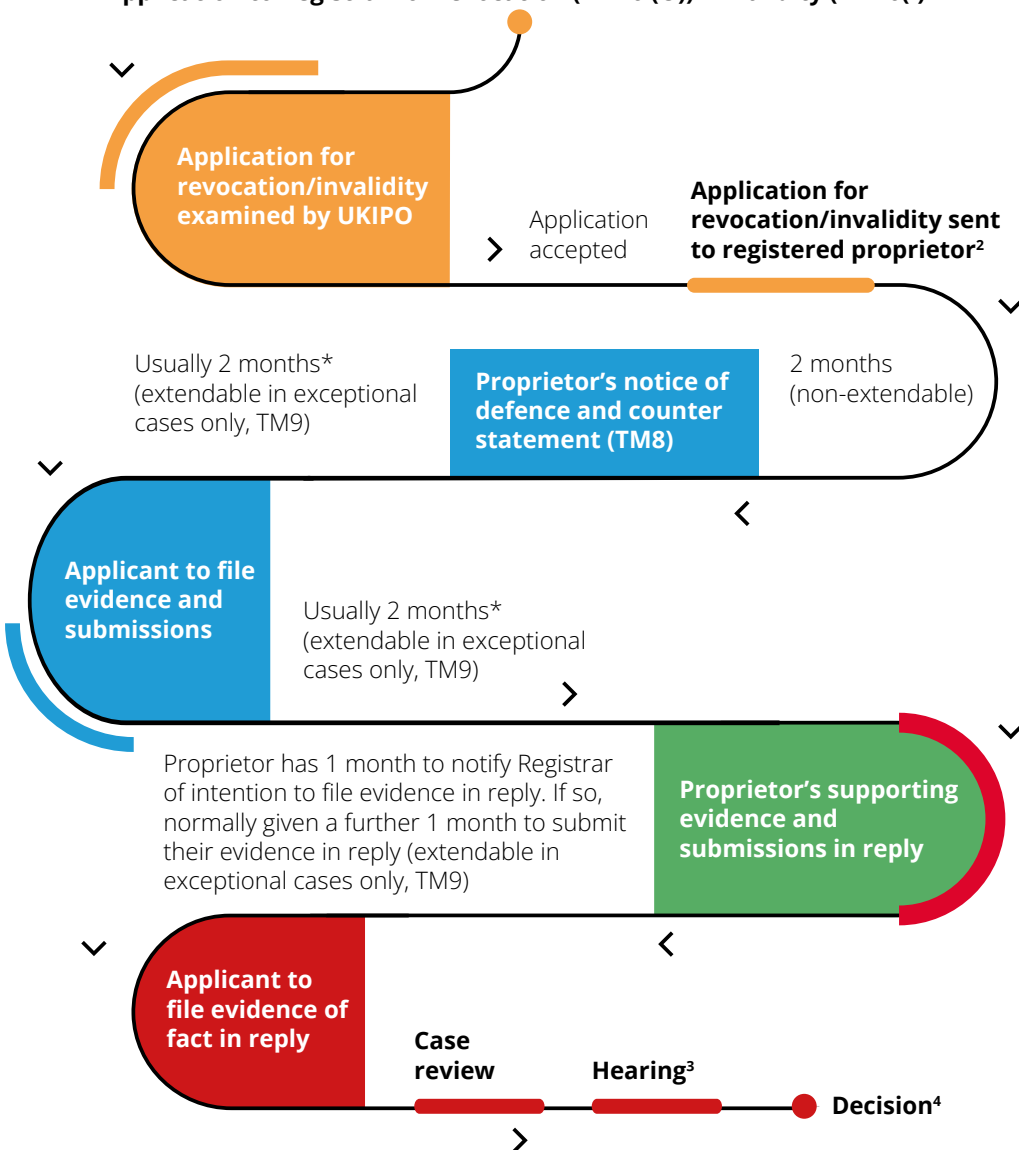 Application for
revocation/invalidity
examined by UKIPO
Application
accepted
Application for
revocation/invalidity sent
to registered proprietor²
Usually 2 months*
(extendable in exceptional
cases only, TM9)
Proprietor’s notice of
defence and counter
statement (TM8)
2 months
(non-extendable)
Applicant to file
evidence and
submissions
Usually 2 months*
(extendable in exceptional
cases only, TM9)
Proprietor has 1 month to notify Registrar
of intention to file evidence in reply. If so,
normally given a further 1 month to submit
their evidence in reply (extendable in
exceptional cases only, TM9)
Proprietor’s supporting
evidence and
submissions in reply
Applicant to
file evidence of
fact in reply
Case
review
Hearing³
Decision⁴